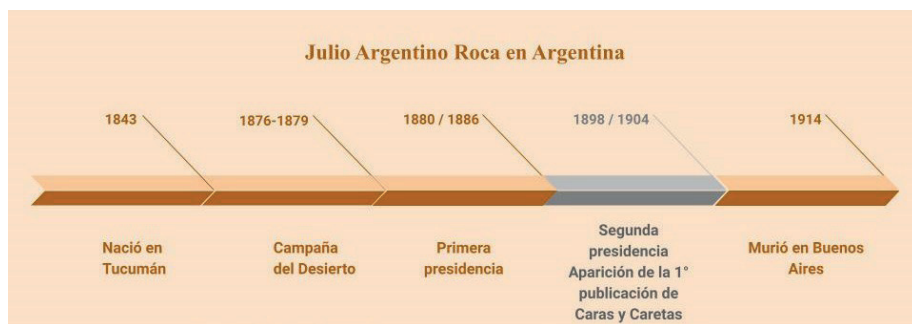 Julio Argentino Roca en Argentina
1843
1876-1879
1880 / 1886
1898 / 1904
1914
Nació en
Tucumán
Campaña
del Desierto
Primera
presidencia
Segunda
presidencia
Aparición de la 1°
publicación de
Caras y Caretas
Murió en Buenos
Aires